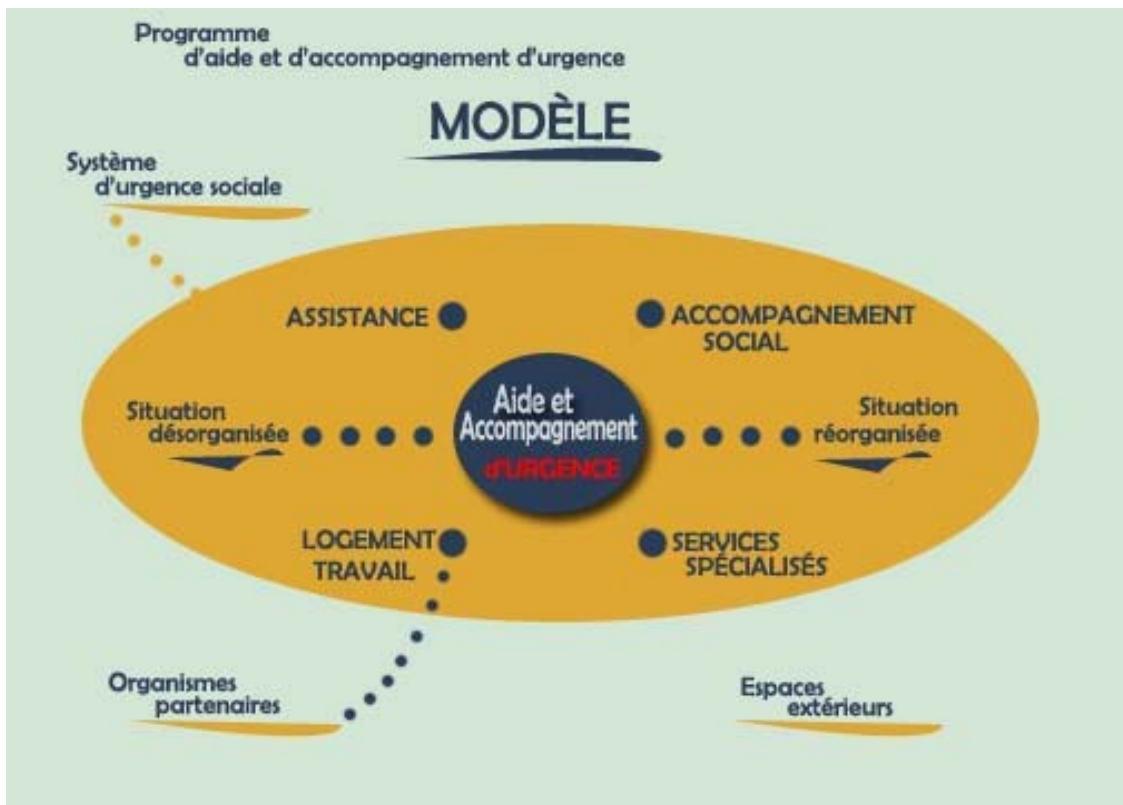 Programme
d'aide et d'accompagnement d'urgence
MODÈLE
Système
d'urgence sociale
ASSISTANCE
ACCOMPAGNEMENT
SOCIAL
Situation
désorganisée
Aide et
Accompagnement
d'URGENCE
Situation
réorganisée
LOGEMENT
TRAVAIL
SERVICES
SPÉCIALISÉS
Organismes
partenaires
Espaces
extérieurs